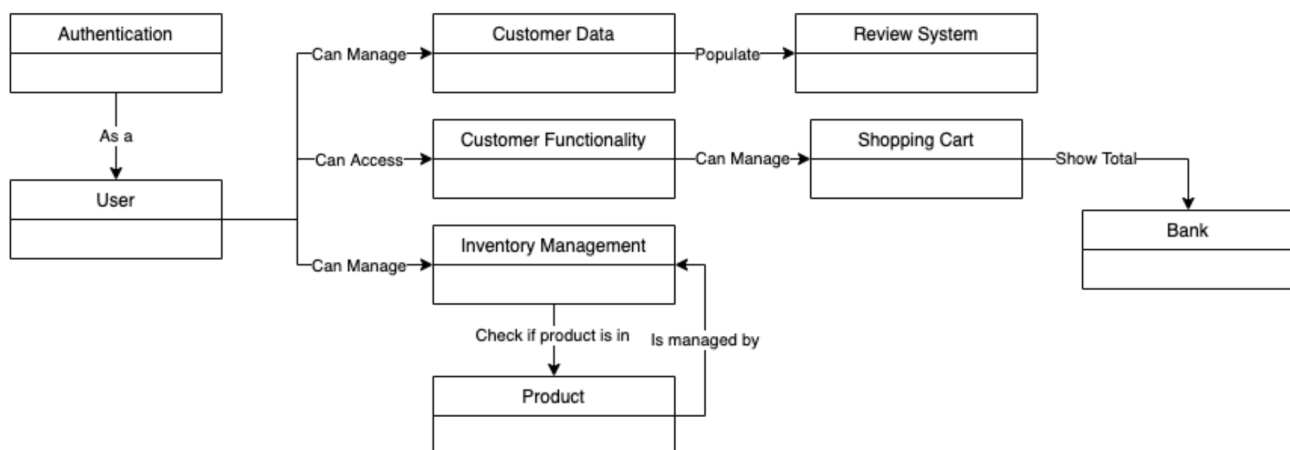 Authentication
Customer Data
Review System
Can Manage
Populate
As a
Customer Functionality
Shopping Cart
Can Access
Can Manage
Show Total
User
Inventory Management
Bank
Can Manage
Check if product is in
Is managed by
Product